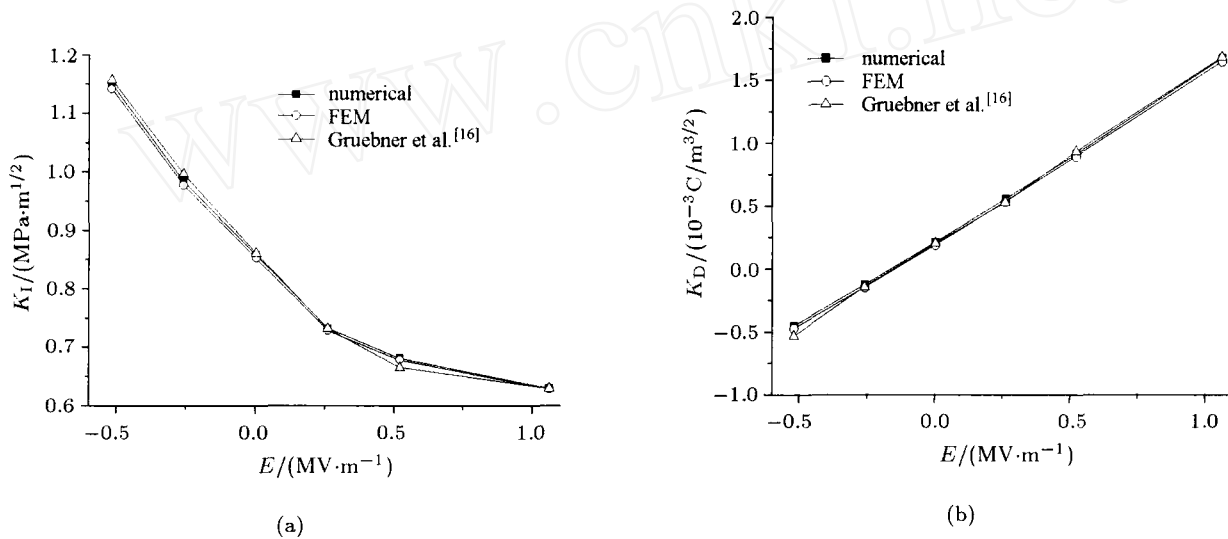 www.cnki.ne
1.2
1.1
1.0
0.9
0.8
0.7
0.6
−0.5
0.0
0.5
1.0
K_I/(MPa·m^{1/2})
E/(MV·m^{−1})
numerical
FEM
Gruebner et al.^{[16]}
(a)
2.0
1.5
1.0
0.5
0.0
−0.5
−1.0
−0.5
0.0
0.5
1.0
K_D/(10^{−3}C/m^{3/2})
E/(MV·m^{−1})
numerical
FEM
Gruebner et al.^{[16]}
(b)